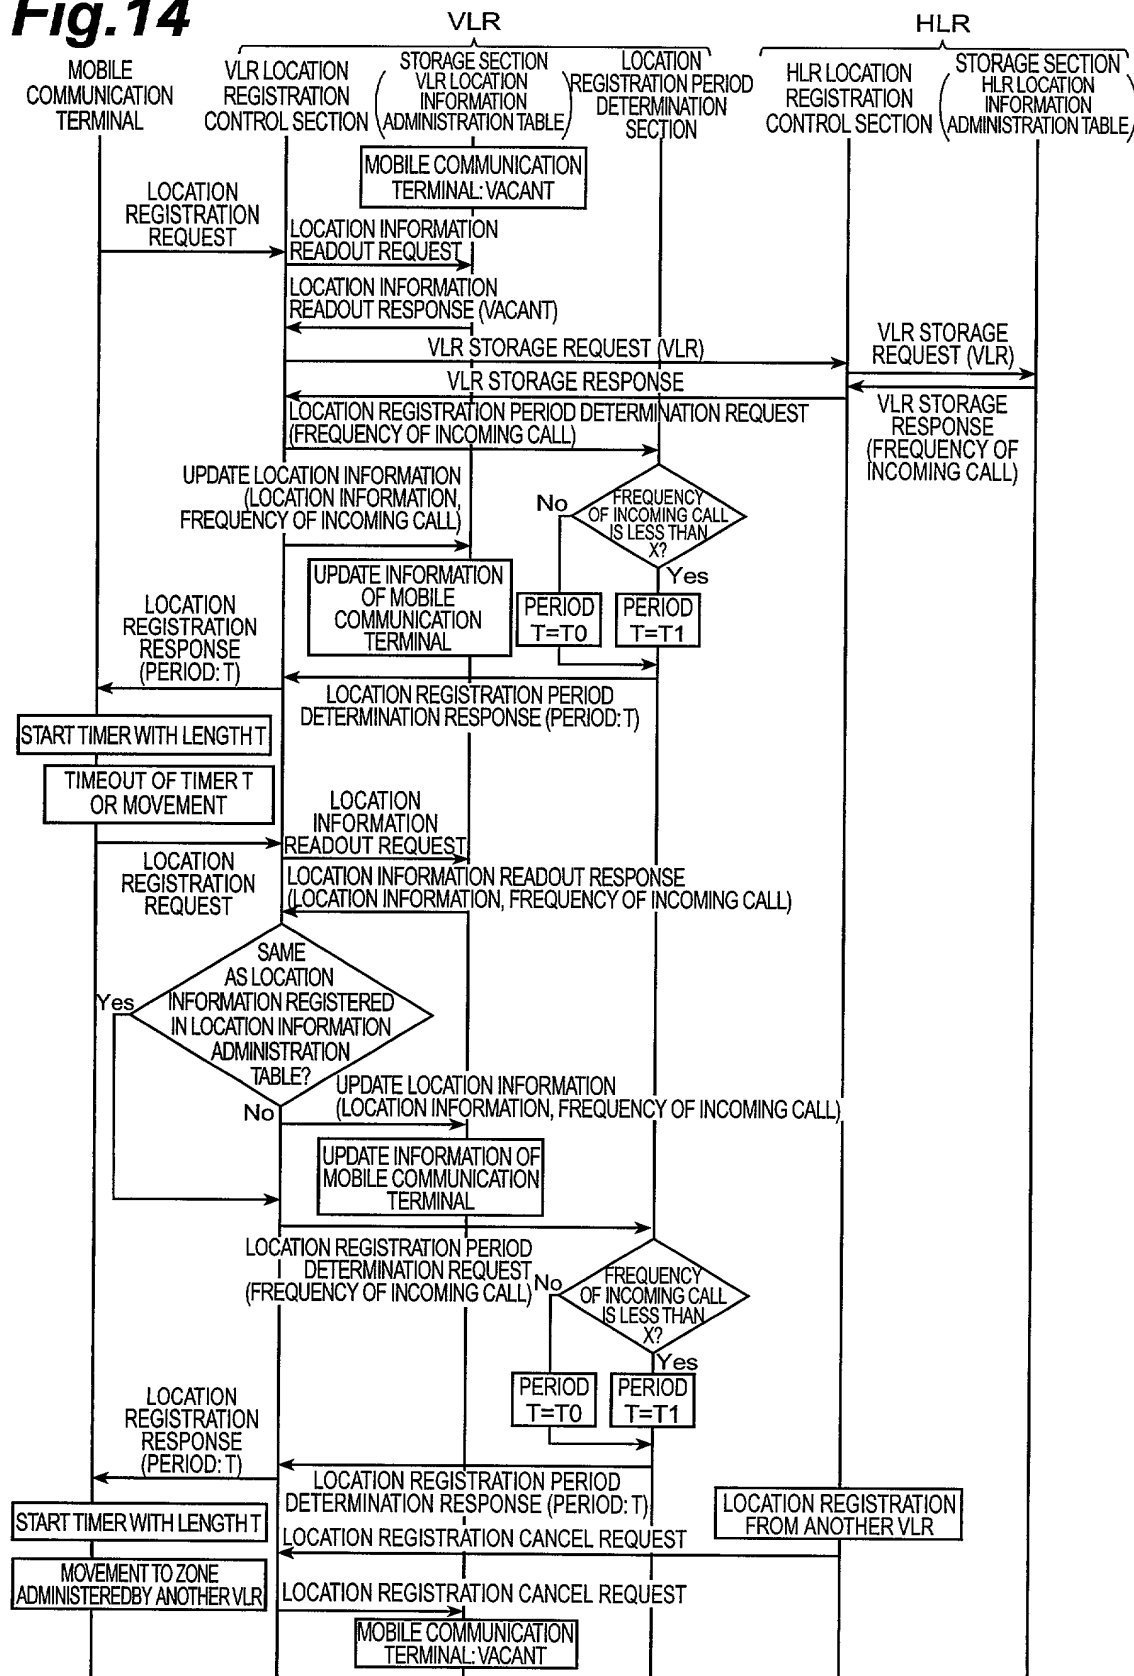 Fig.14
VLR
HLR
MOBILE
COMMUNICATION
TERMINAL
VLR LOCATION
REGISTRATION
CONTROL SECTION
STORAGE SECTION
VLR LOCATION
INFORMATION
ADMINISTRATION TABLE
LOCATION
REGISTRATION PERIOD
DETERMINATION
SECTION
HLR LOCATION
REGISTRATION
CONTROL SECTION
STORAGE SECTION
HLR LOCATION
INFORMATION
ADMINISTRATION TABLE
MOBILE COMMUNICATION
TERMINAL: VACANT
LOCATION
REGISTRATION
REQUEST
LOCATION INFORMATION
READOUT REQUEST
LOCATION INFORMATION
READOUT RESPONSE (VACANT)
VLR STORAGE REQUEST (VLR)
VLR STORAGE
REQUEST (VLR)
VLR STORAGE RESPONSE
VLR STORAGE
RESPONSE
(FREQUENCY OF
INCOMING CALL)
LOCATION REGISTRATION PERIOD DETERMINATION REQUEST
(FREQUENCY OF INCOMING CALL)
UPDATE LOCATION INFORMATION
(LOCATION INFORMATION,
FREQUENCY OF INCOMING CALL)
No
FREQUENCY
OF INCOMING CALL
IS LESS THAN
X?
Yes
UPDATE INFORMATION
OF MOBILE
COMMUNICATION
TERMINAL
PERIOD
T=T0
PERIOD
T=T1
LOCATION
REGISTRATION
RESPONSE
(PERIOD: T)
LOCATION REGISTRATION PERIOD
DETERMINATION RESPONSE (PERIOD: T)
START TIMER WITH LENGTH T
TIMEOUT OF TIMER T
OR MOVEMENT
LOCATION
INFORMATION
READOUT REQUEST
LOCATION
REGISTRATION
REQUEST
LOCATION INFORMATION READOUT RESPONSE
(LOCATION INFORMATION, FREQUENCY OF INCOMING CALL)
SAME
AS LOCATION
INFORMATION REGISTERED
IN LOCATION INFORMATION
ADMINISTRATION
TABLE?
Yes
No
UPDATE LOCATION INFORMATION
(LOCATION INFORMATION, FREQUENCY OF INCOMING CALL)
UPDATE INFORMATION OF
MOBILE COMMUNICATION
TERMINAL
LOCATION REGISTRATION PERIOD
DETERMINATION REQUEST
(FREQUENCY OF INCOMING CALL)
No
FREQUENCY
OF INCOMING CALL
IS LESS THAN
X?
Yes
PERIOD
T=T0
PERIOD
T=T1
LOCATION
REGISTRATION
RESPONSE
(PERIOD: T)
LOCATION REGISTRATION PERIOD
DETERMINATION RESPONSE (PERIOD: T)
LOCATION REGISTRATION
FROM ANOTHER VLR
START TIMER WITH LENGTH T
LOCATION REGISTRATION CANCEL REQUEST
MOVEMENT TO ZONE
ADMINISTEREDBY ANOTHER VLR
LOCATION REGISTRATION CANCEL REQUEST
MOBILE COMMUNICATION
TERMINAL: VACANT